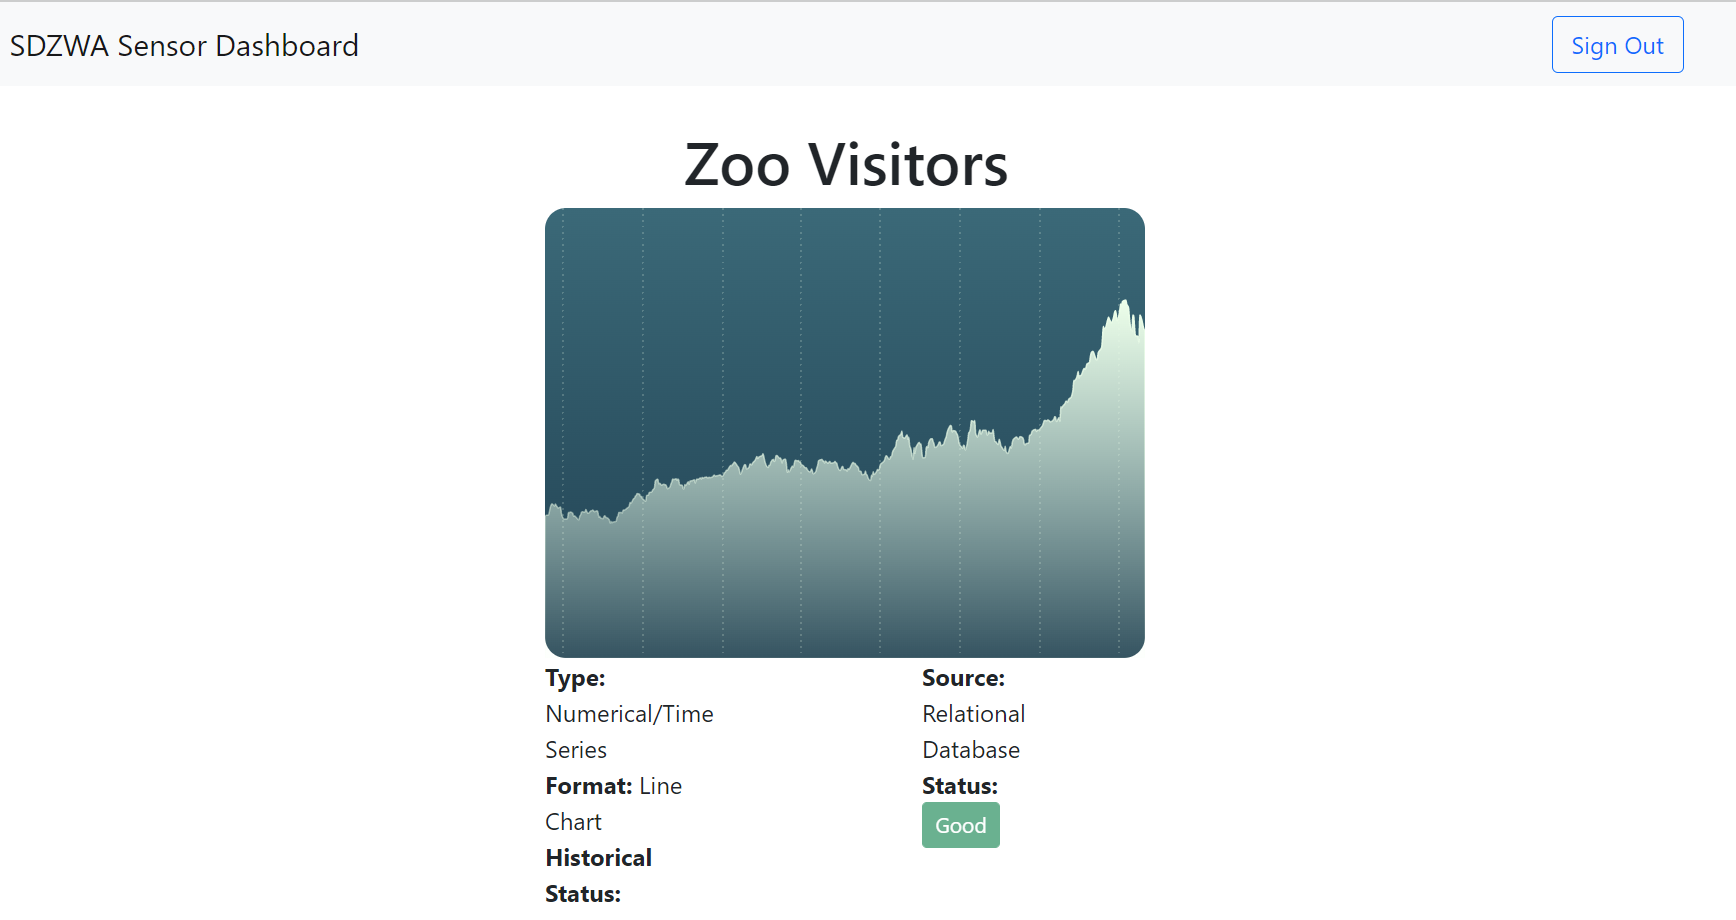 SDZWA Sensor Dashboard
Sign Out
Zoo Visitors
Type:
Numerical/Time
Series
Format: Line
Chart
Historical
Status:
Source:
Relational
Database
Status:
Good